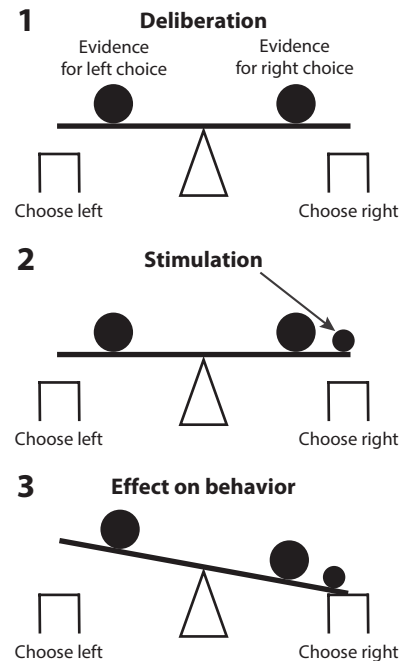 1 Deliberation
Evidence
for left choice
Evidence
for right choice
Choose left
Choose right
2 Stimulation
Choose left
Choose right
3 Effect on behavior
Choose left
Choose right